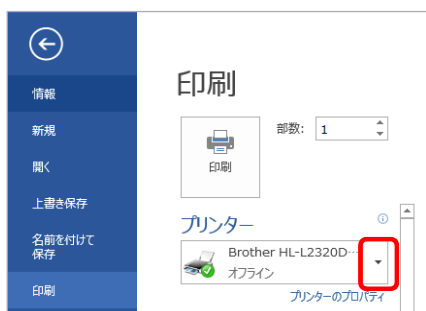 情報
新規
開く
上書き保存
名前を付けて
保存
印刷
印刷
部数: 1
印刷
プリンター
Brother HL-L2320D…
オフライン
プリンターのプロパティ